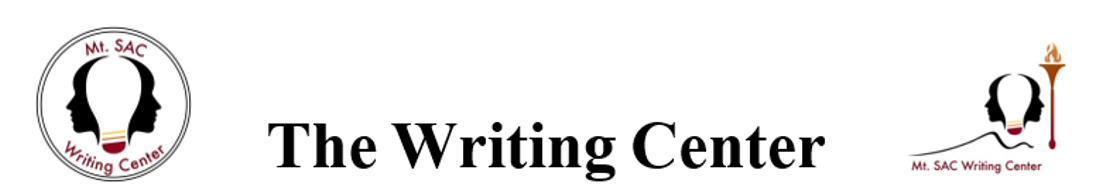 Mt. SAC
Writing Center
The Writing Center
Mt. SAC Writing Center